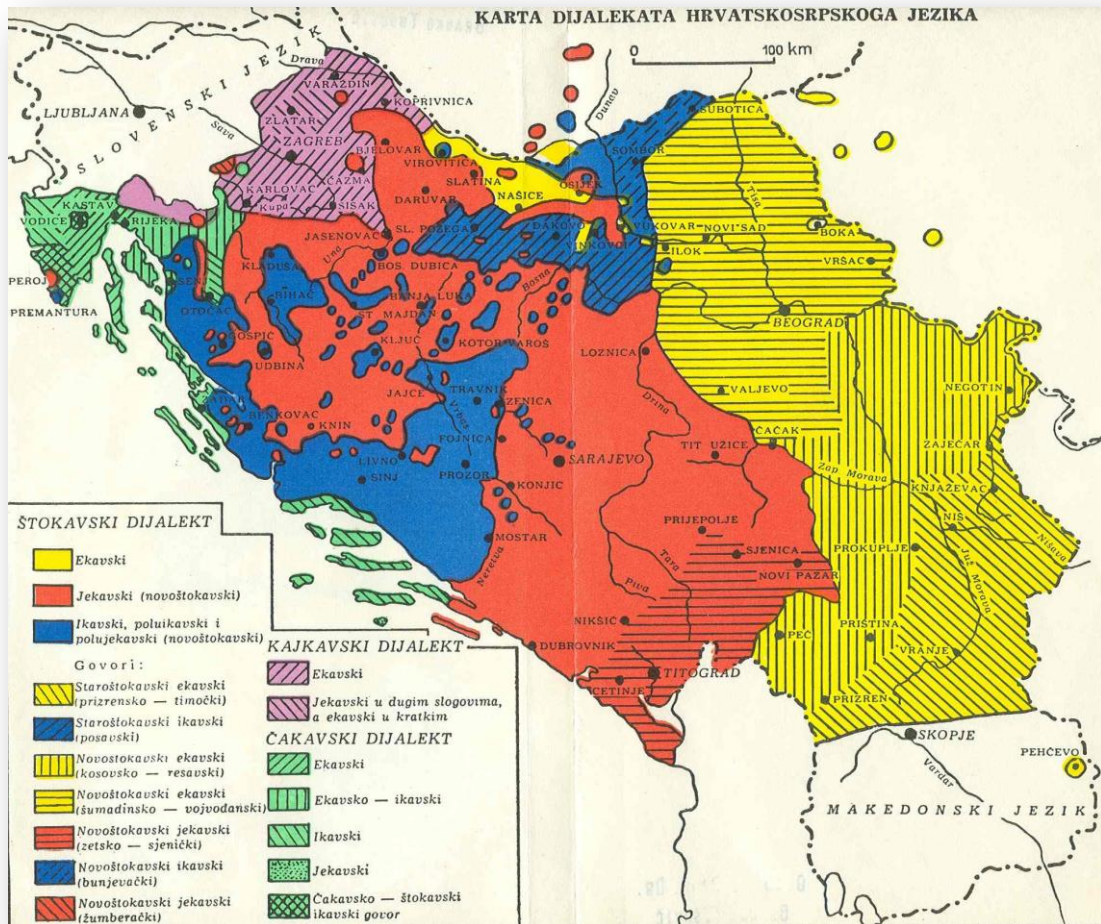 KARTA DIJALEKATA HRVATSKOSRPSKOGA JEZIKA
0 100 km
SLOVENSKI JEZIK
LJUBLJANA
Drava
VARAŽDIN
KOPRIVNICA
ZLATAR
Sava
ZAGREB
BJELOVAR
VIROVITICA
ČAZMA
SLATINA
Dunav
SUBOTICA
SOMBOR
OSIJEK
NAŠICE
Tisa
KARLOVAC
Kupa
SISAK
DARUVAR
KASTAV
VODICE
RIJEKA
JASENOVAC
SL. POŽEGA
ĐAKOVO
VINKOVCI
VUKOVAR
NOVI SAD
BOKA
ILOK
VRŠAC
Una
KLADUŠA
BOS. DUBICA
Bosna
PEROJ
PREMANTURA
SENJ
OTOČAC
BIHAĆ
BANJA LUKA
ST MAJDAN
BEOGRAD
GOSPIĆ
UDBINA
KLJUČ
KOTOR VAROŠ
LOZNICA
VALJEVO
NEGOTIN
JAJCE
TRAVNIK
ZENICA
Vrbas
Drina
ZADAR
BENKOVAC
KNIN
FOJNICA
ČAČAK
TIT UŽICE
ZAJEČAR
LIVNO
SINJ
PROZOR
SARAJEVO
Zap Morava
KNJAŽEVAC
KONJIC
NIŠ
Nišava
MOSTAR
PRIJEPOLJE
SJENICA
NOVI PAZAR
PROKUPLJE
Juž Morava
Neretva
Tara
Piva
NIKŠIĆ
PEĆ
PRIŠTINA
DUBROVNIK
VRANJE
TITOGRAD
CETINJE
PRIZREN
SKOPJE
PEHČEVO
Vardar
MAKEDONSKI JEZIK
ŠTOKAVSKI DIJALEKT
Ekavski
Jekavski (novoštokavski)
Ikavski, poluikavski i
polujekavski (novoštokavski)
Govori:
Staroštokavski ekavski
(prizrensko — timočki)
Staroštokavski ikavski
(posavski)
Novostokavski ekavski
(kosovsko — resavski)
Novoštokavski ekavski
(šumadinsko — vojvođanski)
Novoštokavski jekavski
(zetsko — sjenički)
Novoštokavski ikavski
(bunjevački)
Novoštokavski jekavski
(žumberački)
KAJKAVSKI DIJALEKT
Ekavski
Jekavski u dugim slogovima,
a ekavski u kratkim
ČAKAVSKI DIJALEKT
Ekavski
Ekavsko — ikavski
Ikavski
Jekavski
Čakavsko — štokavski
ikavski govor